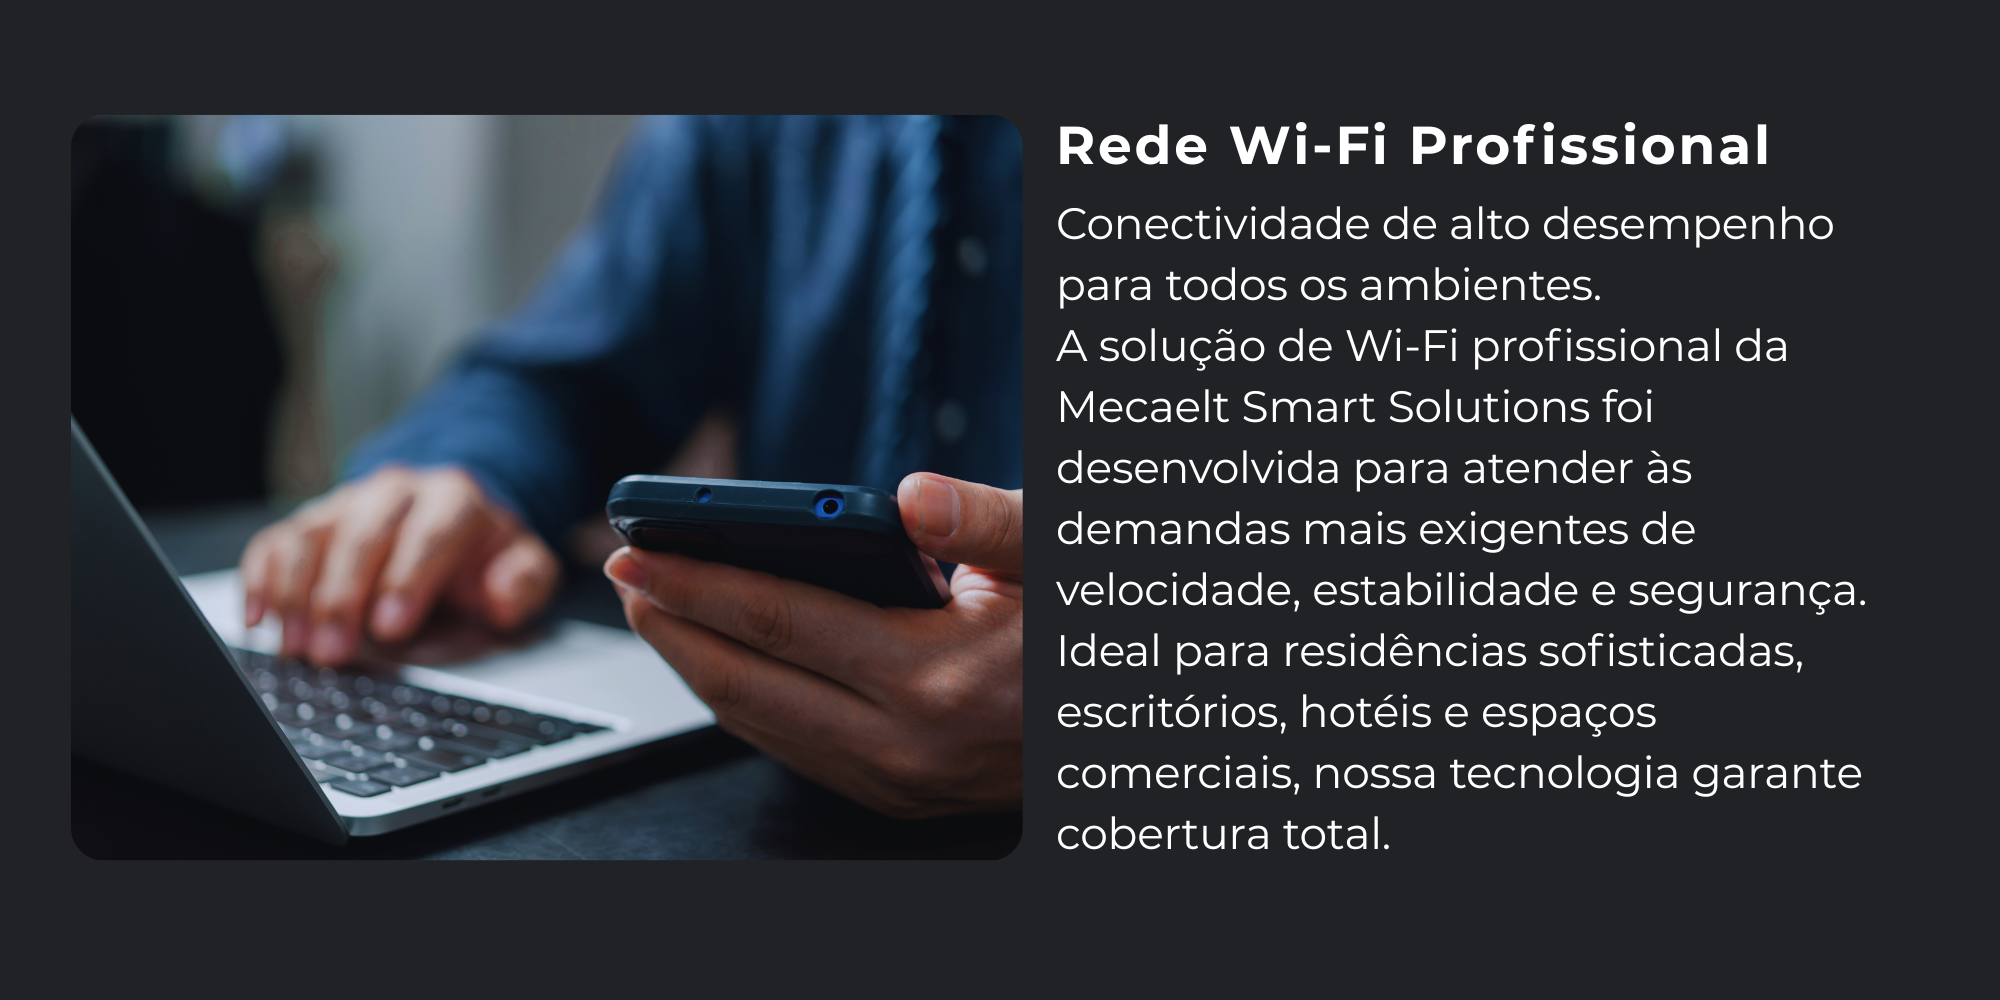 Rede Wi-Fi Profissional
Conectividade de alto desempenho
para todos os ambientes.
A solução de Wi-Fi profissional da
Mecaelt Smart Solutions foi
desenvolvida para atender às
demandas mais exigentes de
velocidade, estabilidade e segurança.
Ideal para residências sofisticadas,
escritórios, hotéis e espaços
comerciais, nossa tecnologia garante
cobertura total.